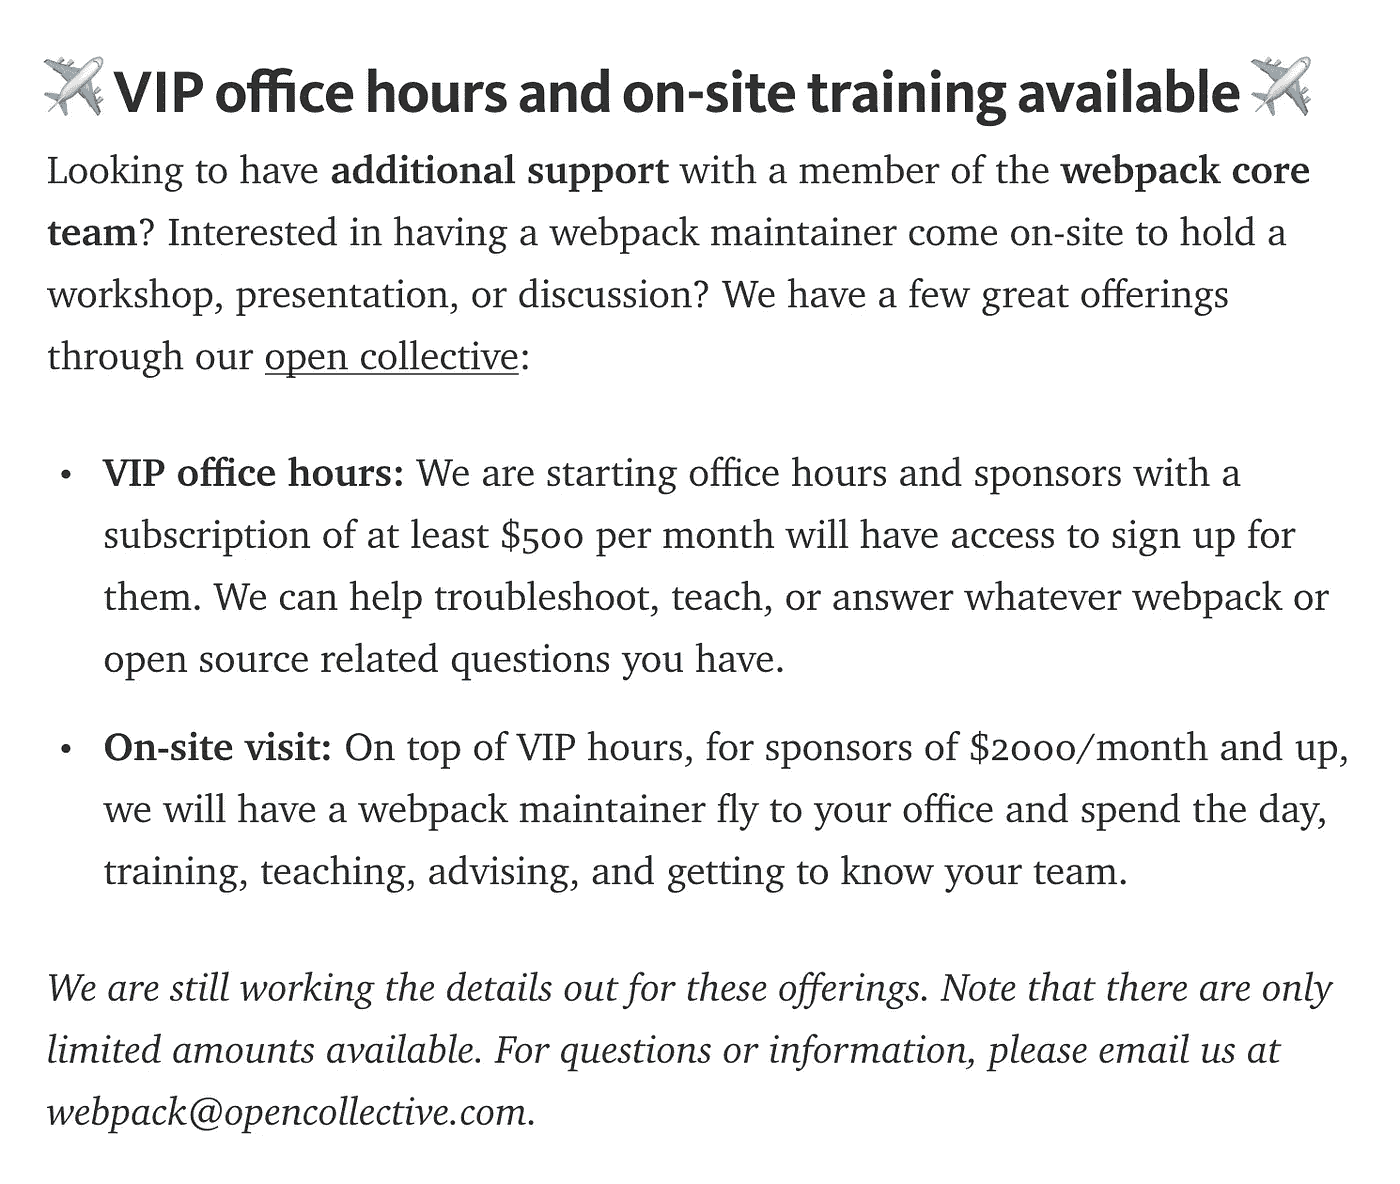 ✈️ VIP office hours and on-site training available ✈️
Looking to have additional support with a member of the webpack core
team? Interested in having a webpack maintainer come on-site to hold a
workshop, presentation, or discussion? We have a few great offerings
through our open collective:
• VIP office hours: We are starting office hours and sponsors with a
subscription of at least $500 per month will have access to sign up for
them. We can help troubleshoot, teach, or answer whatever webpack or
open source related questions you have.
• On-site visit: On top of VIP hours, for sponsors of $2000/month and up,
we will have a webpack maintainer fly to your office and spend the day,
training, teaching, advising, and getting to know your team.
We are still working the details out for these offerings. Note that there are only
limited amounts available. For questions or information, please email us at
webpack@opencollective.com.